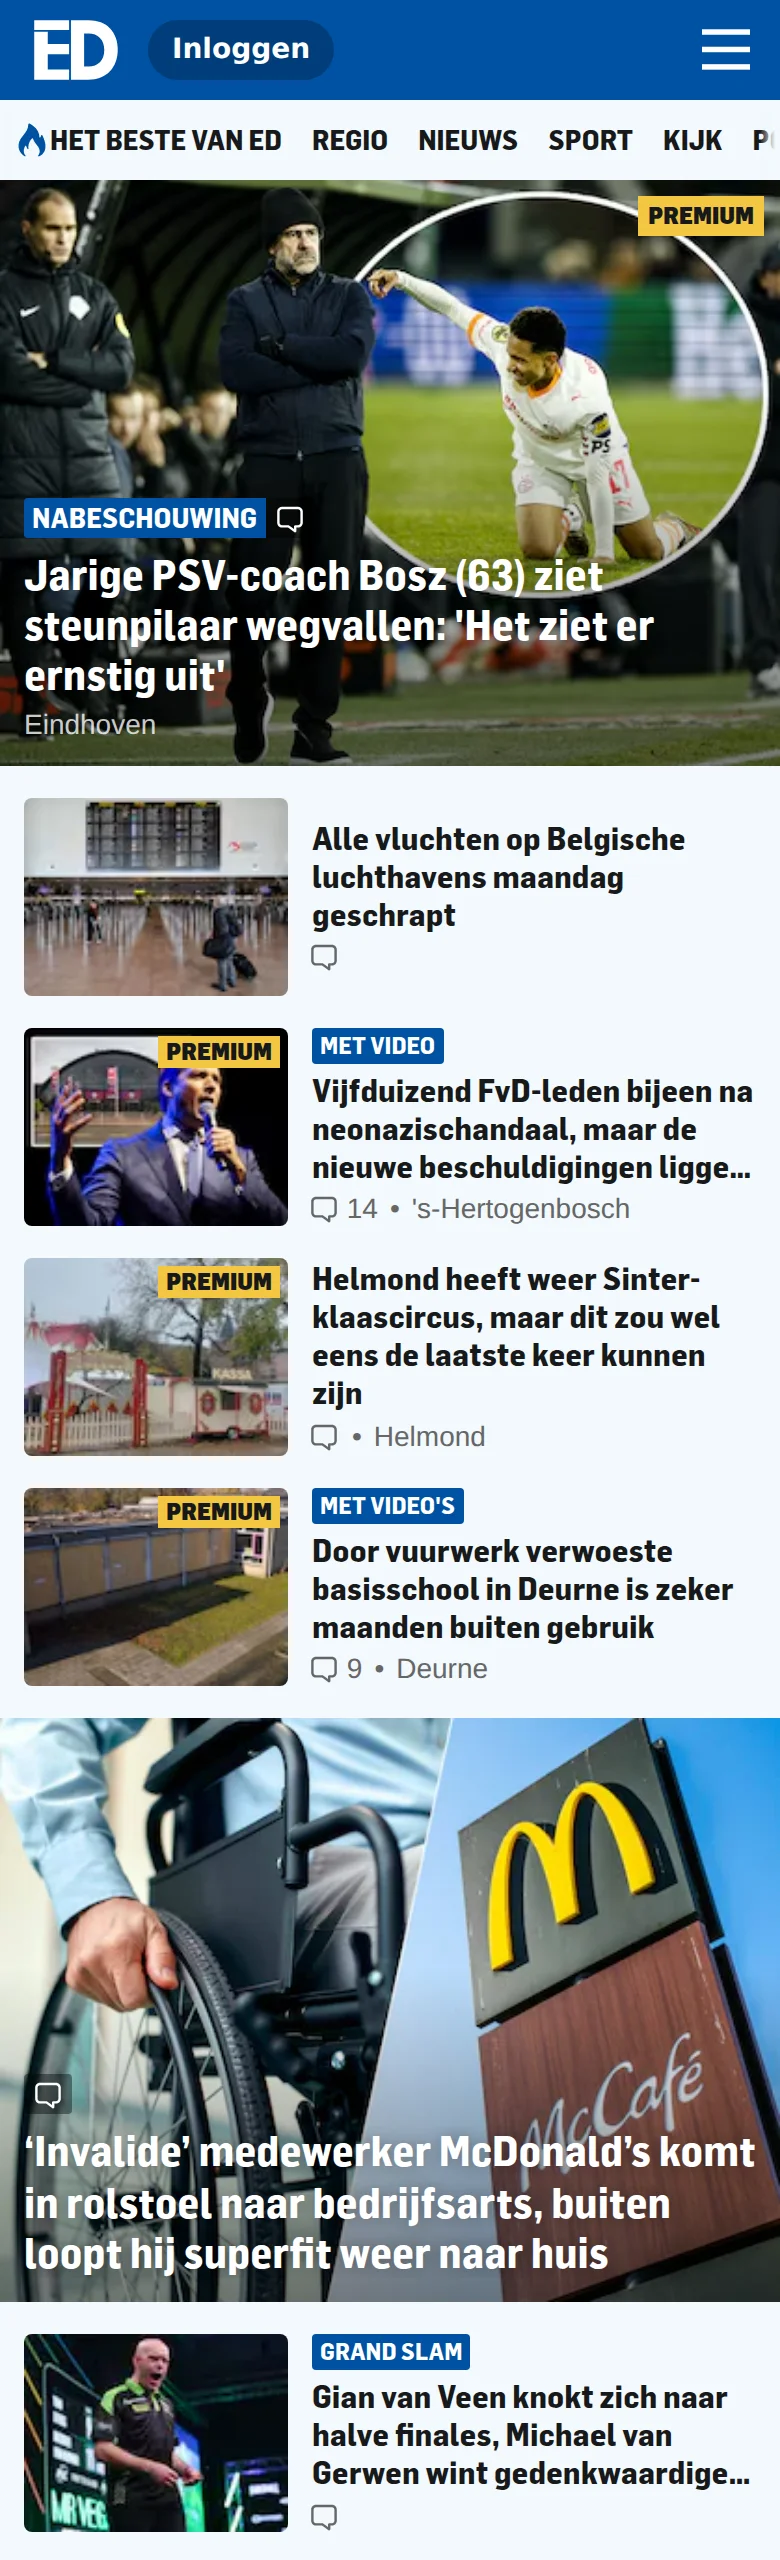 ED
Inloggen
HET BESTE VAN ED REGIO NIEUWS SPORT KIJK
PREMIUM
PS
17
NABESCHOUWING
Jarige PSV-coach Bosz (63) ziet
steunpilaar wegvallen: 'Het ziet er
ernstig uit'
Eindhoven
Alle vluchten op Belgische
luchthavens maandag
geschrapt
PREMIUM
MET VIDEO
Vijfduizend FvD-leden bijeen na
neonazischandaal, maar de
nieuwe beschuldigingen ligge...
14 • 's-Hertogenbosch
PREMIUM
KASSA
Helmond heeft weer Sinter-
klaascircus, maar dit zou wel
eens de laatste keer kunnen
zijn
• Helmond
PREMIUM
MET VIDEO'S
Door vuurwerk verwoeste
basisschool in Deurne is zeker
maanden buiten gebruik
9 • Deurne
McCafé
‘Invalide’ medewerker McDonald’s komt
in rolstoel naar bedrijfsarts, buiten
loopt hij superfit weer naar huis
MR VEG
GRAND SLAM
Gian van Veen knokt zich naar
halve finales, Michael van
Gerwen wint gedenkwaardige...